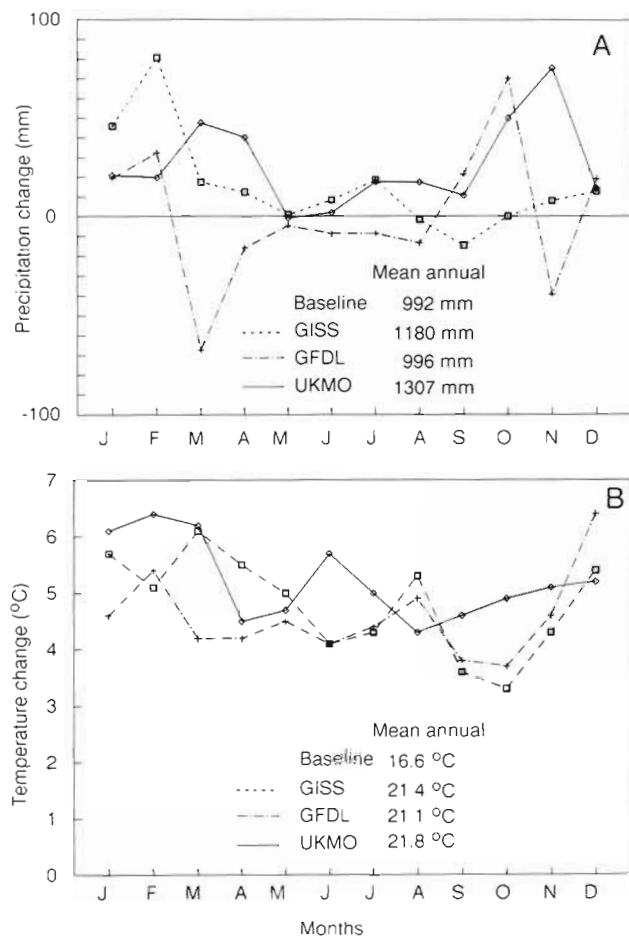 100
A
Precipitation change (mm)
0
Mean annual
Baseline 992 mm
GISS 1180 mm
GFDL 996 mm
UKMO 1307 mm
-100
J F M A M J J A S O N D
7
B
6
5
Temperature change (°C)
4
3
Mean annual
2
Baseline 16.6 °C
GISS 21 4 °C
GFDL 21 1 °C
1
UKMO 21.8 °C
0
J F M A M J J A S O N D
Months